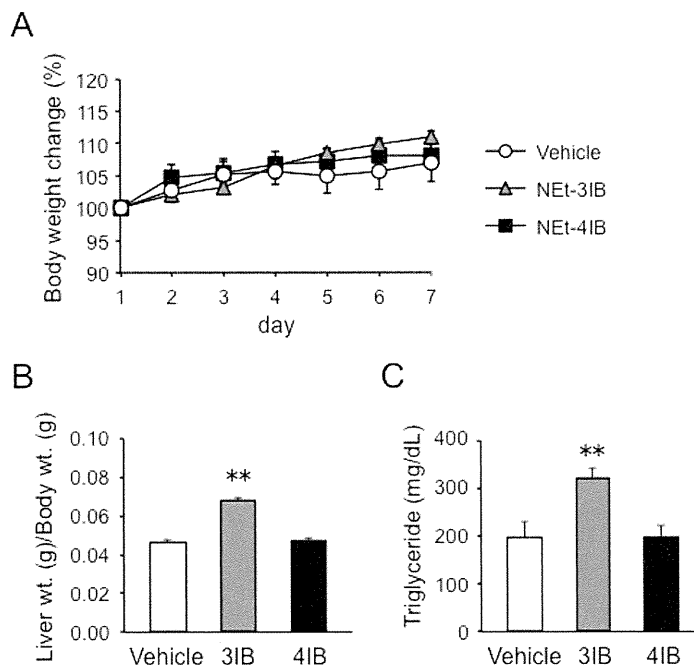 A
Body weight change (%)
120
115
110
105
100
95
90
1 2 3 4 5 6 7
day
Vehicle
NEt-3IB
NEt-4IB
B
Liver wt. (g)/Body wt. (g)
0.10
0.08
0.06
0.04
0.02
0.00
**
Vehicle 3IB 4IB
C
Triglyceride (mg/dL)
400
300
200
100
0
**
Vehicle 3IB 4IB